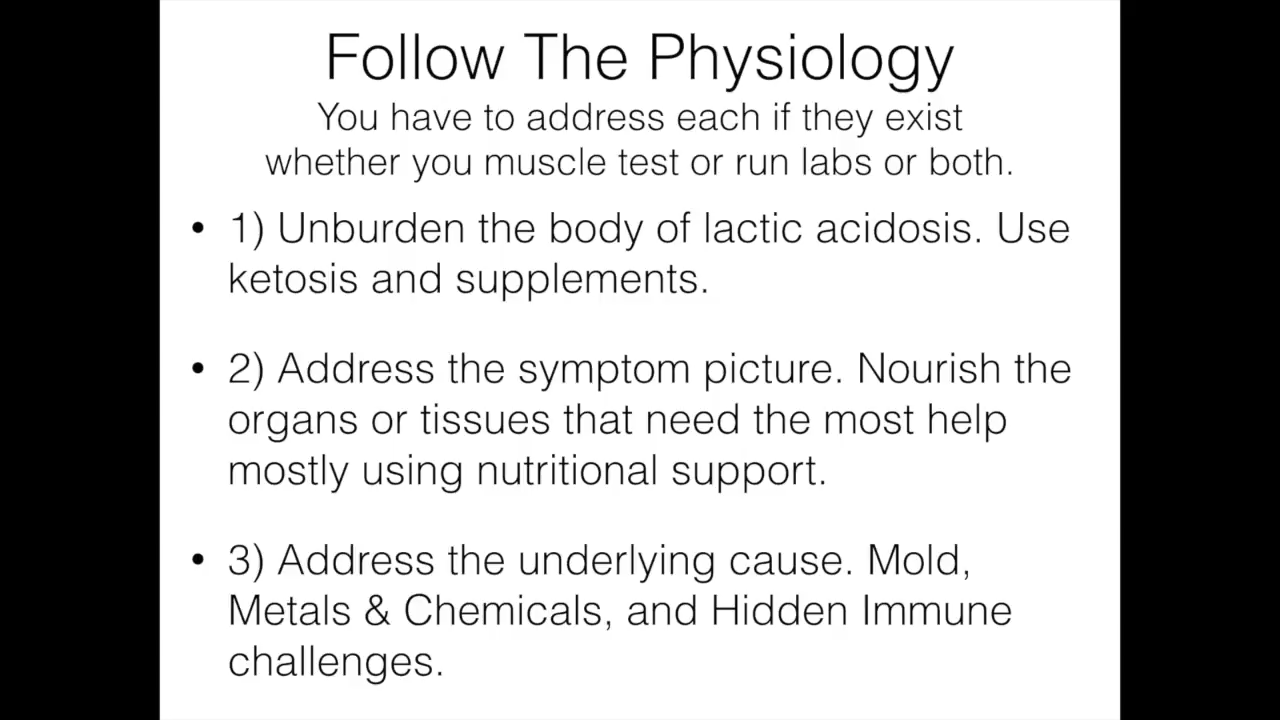 Follow The Physiology
You have to address each if they exist
whether you muscle test or run labs or both.
• 1) Unburden the body of lactic acidosis. Use
ketosis and supplements.
• 2) Address the symptom picture. Nourish the
organs or tissues that need the most help
mostly using nutritional support.
• 3) Address the underlying cause. Mold,
Metals & Chemicals, and Hidden Immune
challenges.